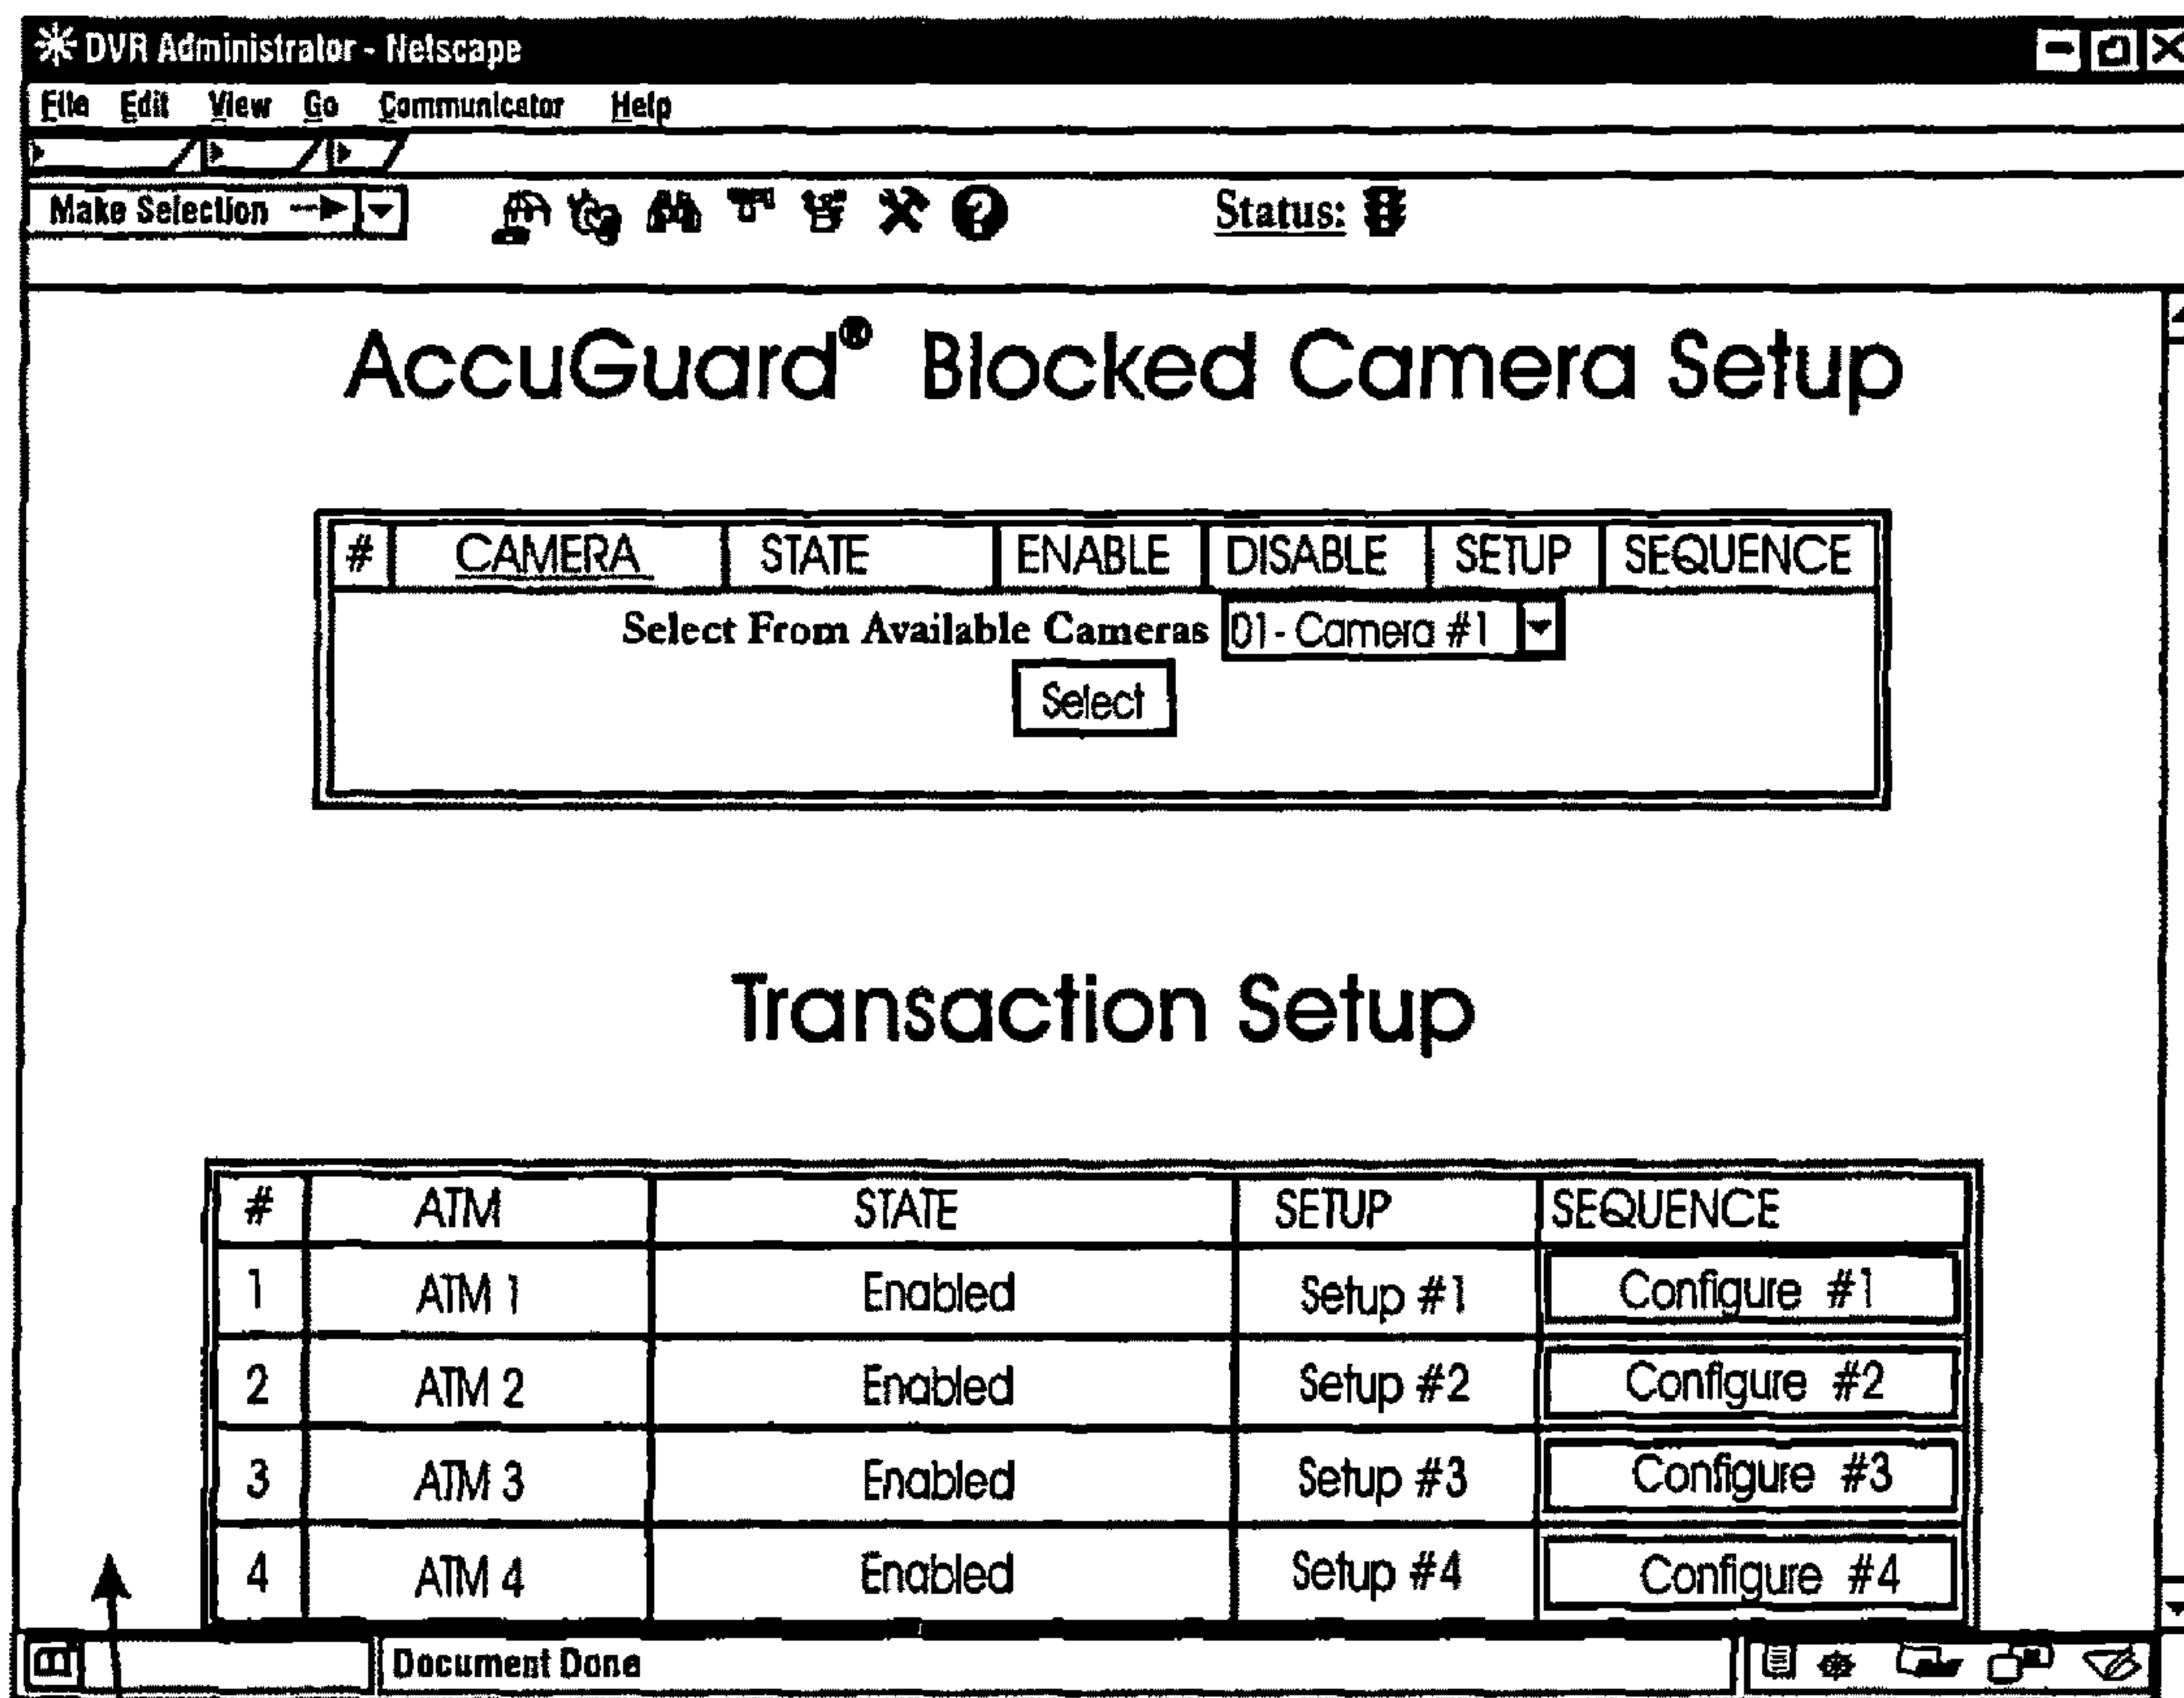 DVR Administrator - Netscape
File Edit View Go Communicator Help
Make Selection
Status:
AccuGuard® Blocked Camera Setup
# CAMERA STATE ENABLE DISABLE SETUP SEQUENCE
Select From Available Cameras 01- Camera #1
Select
Transaction Setup
# ATM STATE SETUP SEQUENCE
1 ATM 1 Enabled Setup #1 Configure #1
2 ATM 2 Enabled Setup #2 Configure #2
3 ATM 3 Enabled Setup #3 Configure #3
4 ATM 4 Enabled Setup #4 Configure #4
Document Done